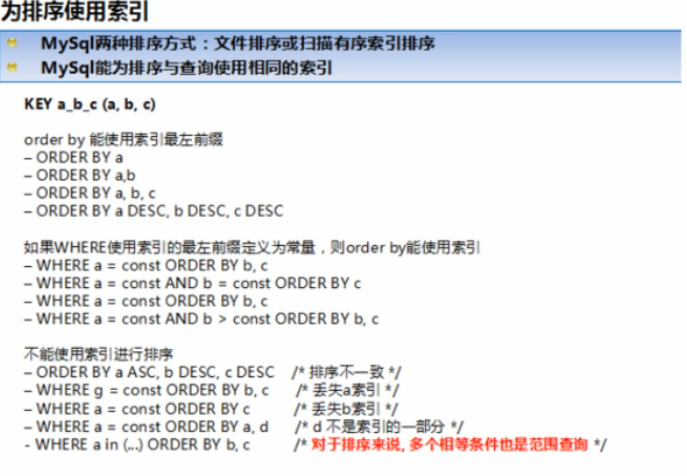 为排序使用索引
MySql两种排序方式：文件排序或扫描有序索引排序
MySql能为排序与查询使用相同的索引
KEY a_b_c (a, b, c)
order by 能使用索引最左前缀
– ORDER BY a
– ORDER BY a,b
– ORDER BY a, b, c
– ORDER BY a DESC, b DESC, c DESC
如果WHERE使用索引的最左前缀定义为常量，则order by能使用索引
– WHERE a = const ORDER BY b, c
– WHERE a = const AND b = const ORDER BY c
– WHERE a = const ORDER BY b, c
– WHERE a = const AND b > const ORDER BY b, c
不能使用索引进行排序
– ORDER BY a ASC, b DESC, c DESC /* 排序不一致 */
– WHERE g = const ORDER BY b, c /* 丢失a索引 */
– WHERE a = const ORDER BY c /* 丢失b索引 */
– WHERE a = const ORDER BY a, d /* d 不是索引的一部分 */
- WHERE a in (...) ORDER BY b, c /* 对于排序来说, 多个相等条件也是范围查询 */